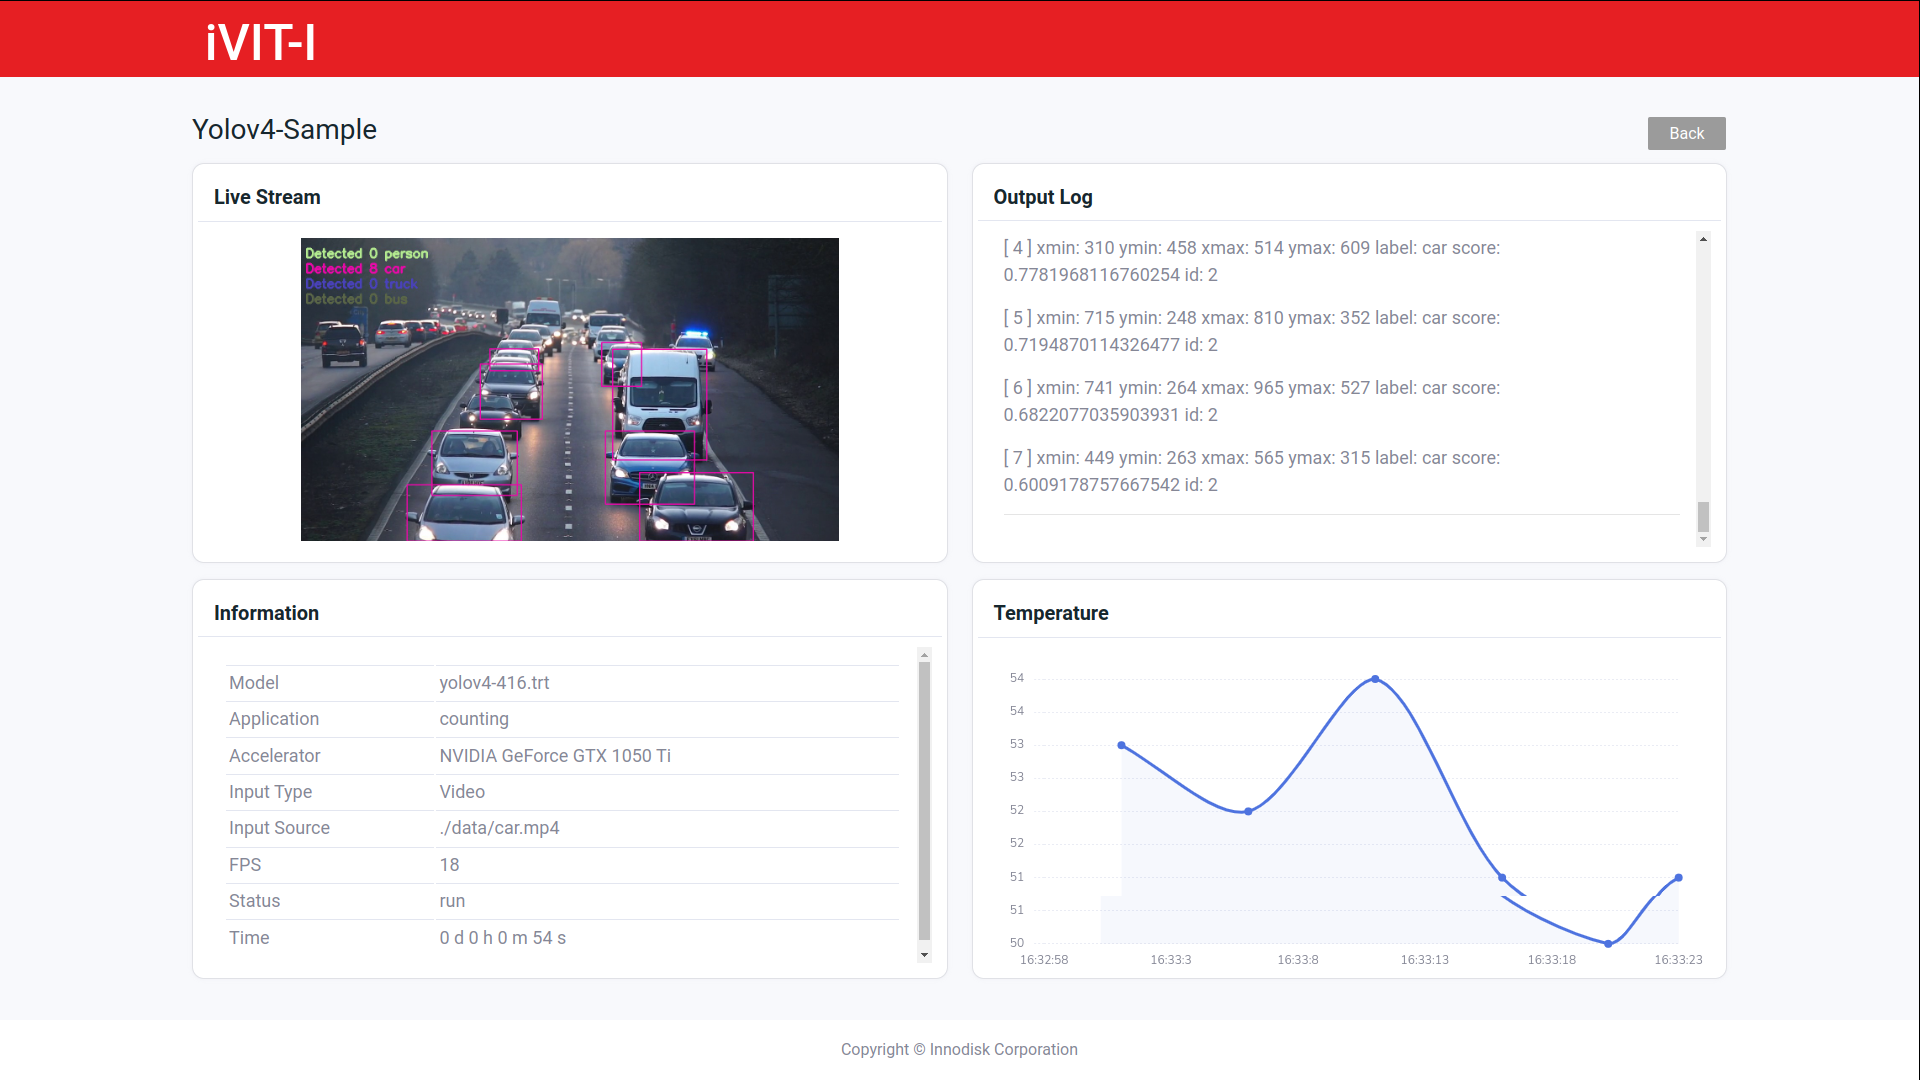 iVIT-I
Yolov4-Sample
Back
Live Stream
Detected 0 person
Detected 8 car
Detected 0 truck
Detected 0 bus
Output Log
[ 4 ] xmin: 310 ymin: 458 xmax: 514 ymax: 609 label: car score:
0.7781968116760254 id: 2
[ 5 ] xmin: 715 ymin: 248 xmax: 810 ymax: 352 label: car score:
0.7194870114326477 id: 2
[ 6 ] xmin: 741 ymin: 264 xmax: 965 ymax: 527 label: car score:
0.6822077035903931 id: 2
[ 7 ] xmin: 449 ymin: 263 xmax: 565 ymax: 315 label: car score:
0.6009178757667542 id: 2
Information
Model yolov4-416.trt
Application counting
Accelerator NVIDIA GeForce GTX 1050 Ti
Input Type Video
Input Source ./data/car.mp4
FPS 18
Status run
Time 0 d 0 h 0 m 54 s
Temperature
54
54
53
53
52
52
51
51
50
16:32:58 16:33:3 16:33:8 16:33:13 16:33:18 16:33:23
Copyright © Innodisk Corporation